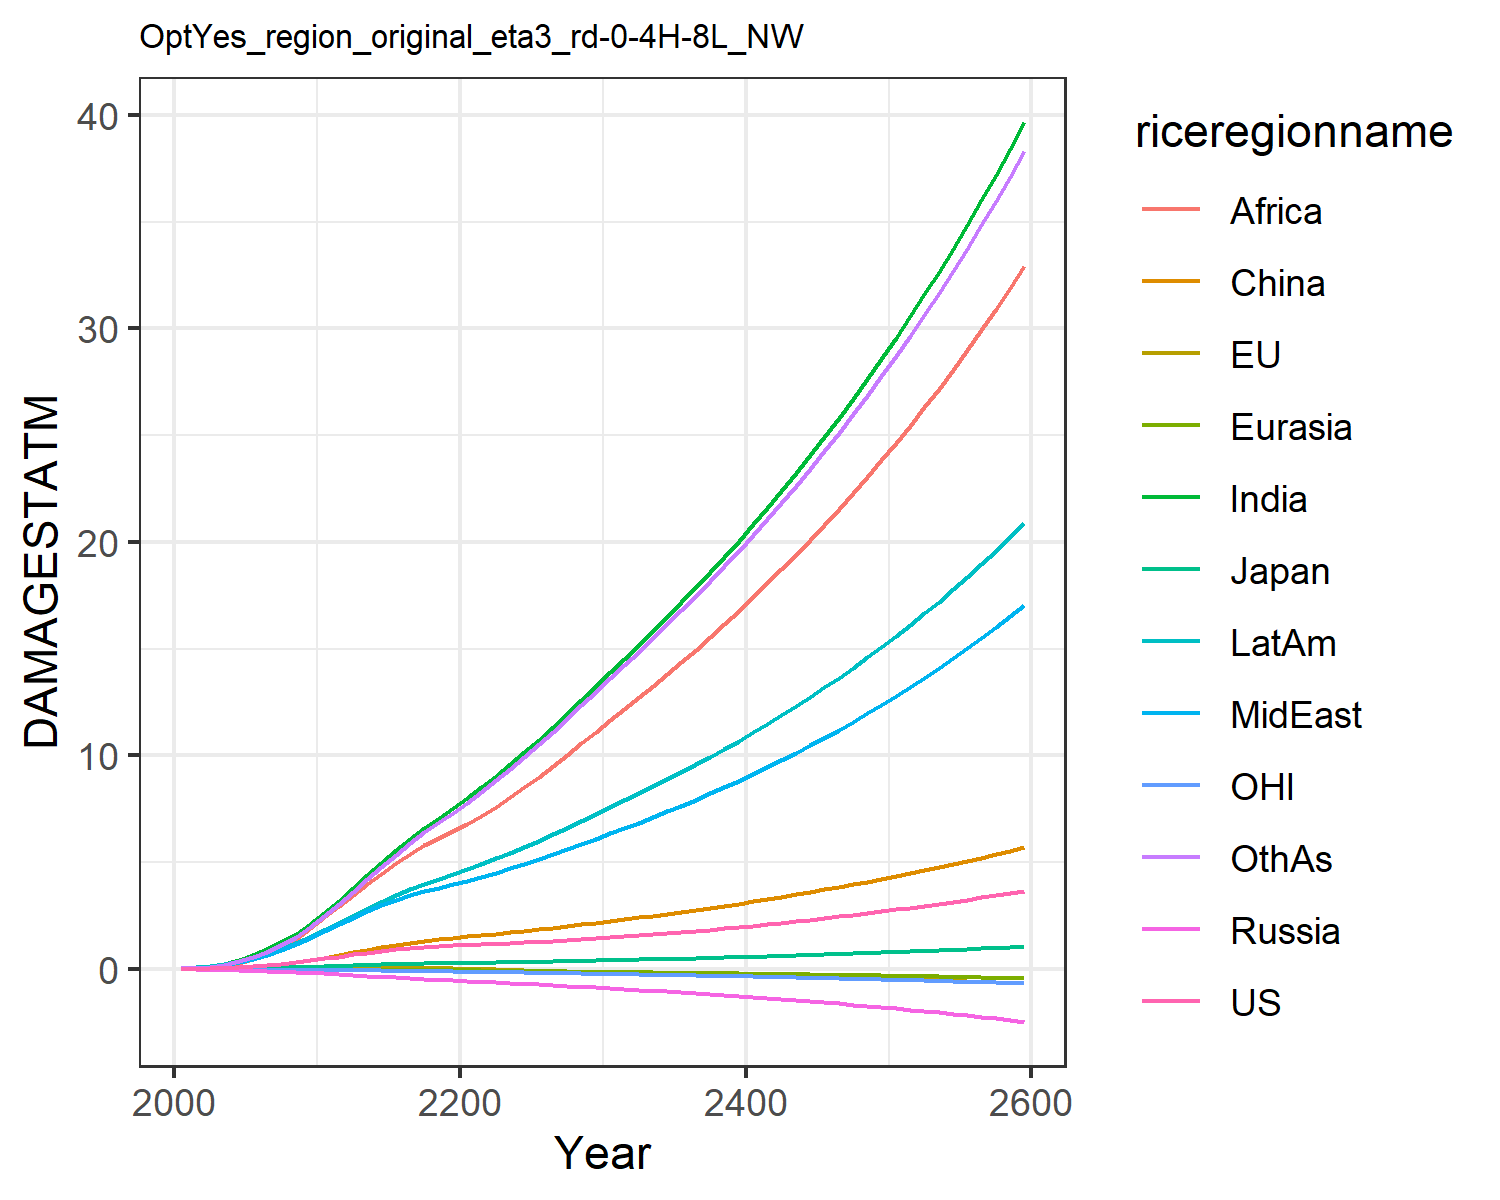 OptYes_region_original_eta3_rd-0-4H-8L_NW
40
30
20
10
0
DAMAGESTATM
2000 2200 2400 2600
Year
riceregionname
Africa
China
EU
Eurasia
India
Japan
LatAm
MidEast
OHI
OthAs
Russia
US